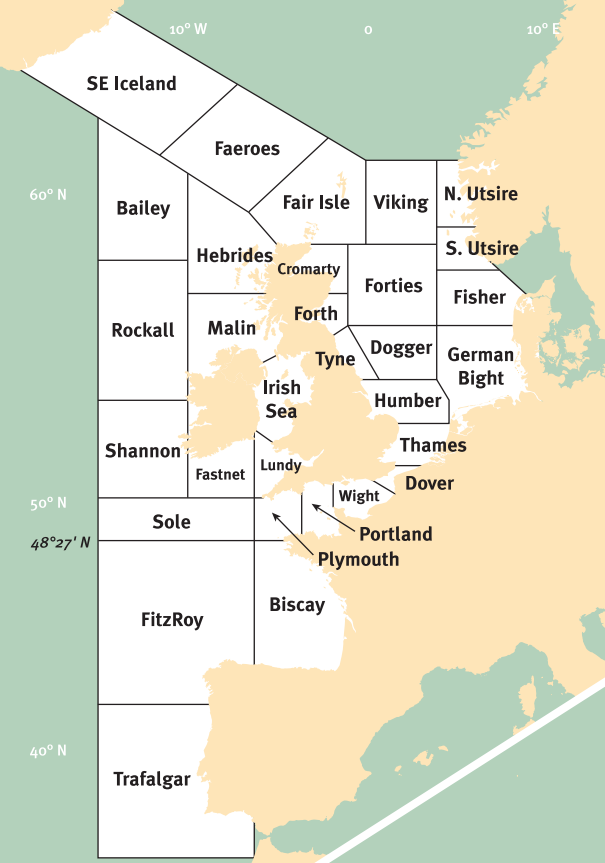 10° W
0
10° E
SE Iceland
Faeroes
60° N
Bailey
Fair Isle
Viking
N. Utsire
S. Utsire
Hebrides
Cromarty
Forties
Fisher
Rockall
Malin
Forth
Tyne
Dogger
German
Bight
Irish
Sea
Humber
Shannon
Fastnet
Lundy
Thames
Dover
50° N
Wight
Sole
Portland
48°27' N
Plymouth
FitzRoy
Biscay
40° N
Trafalgar